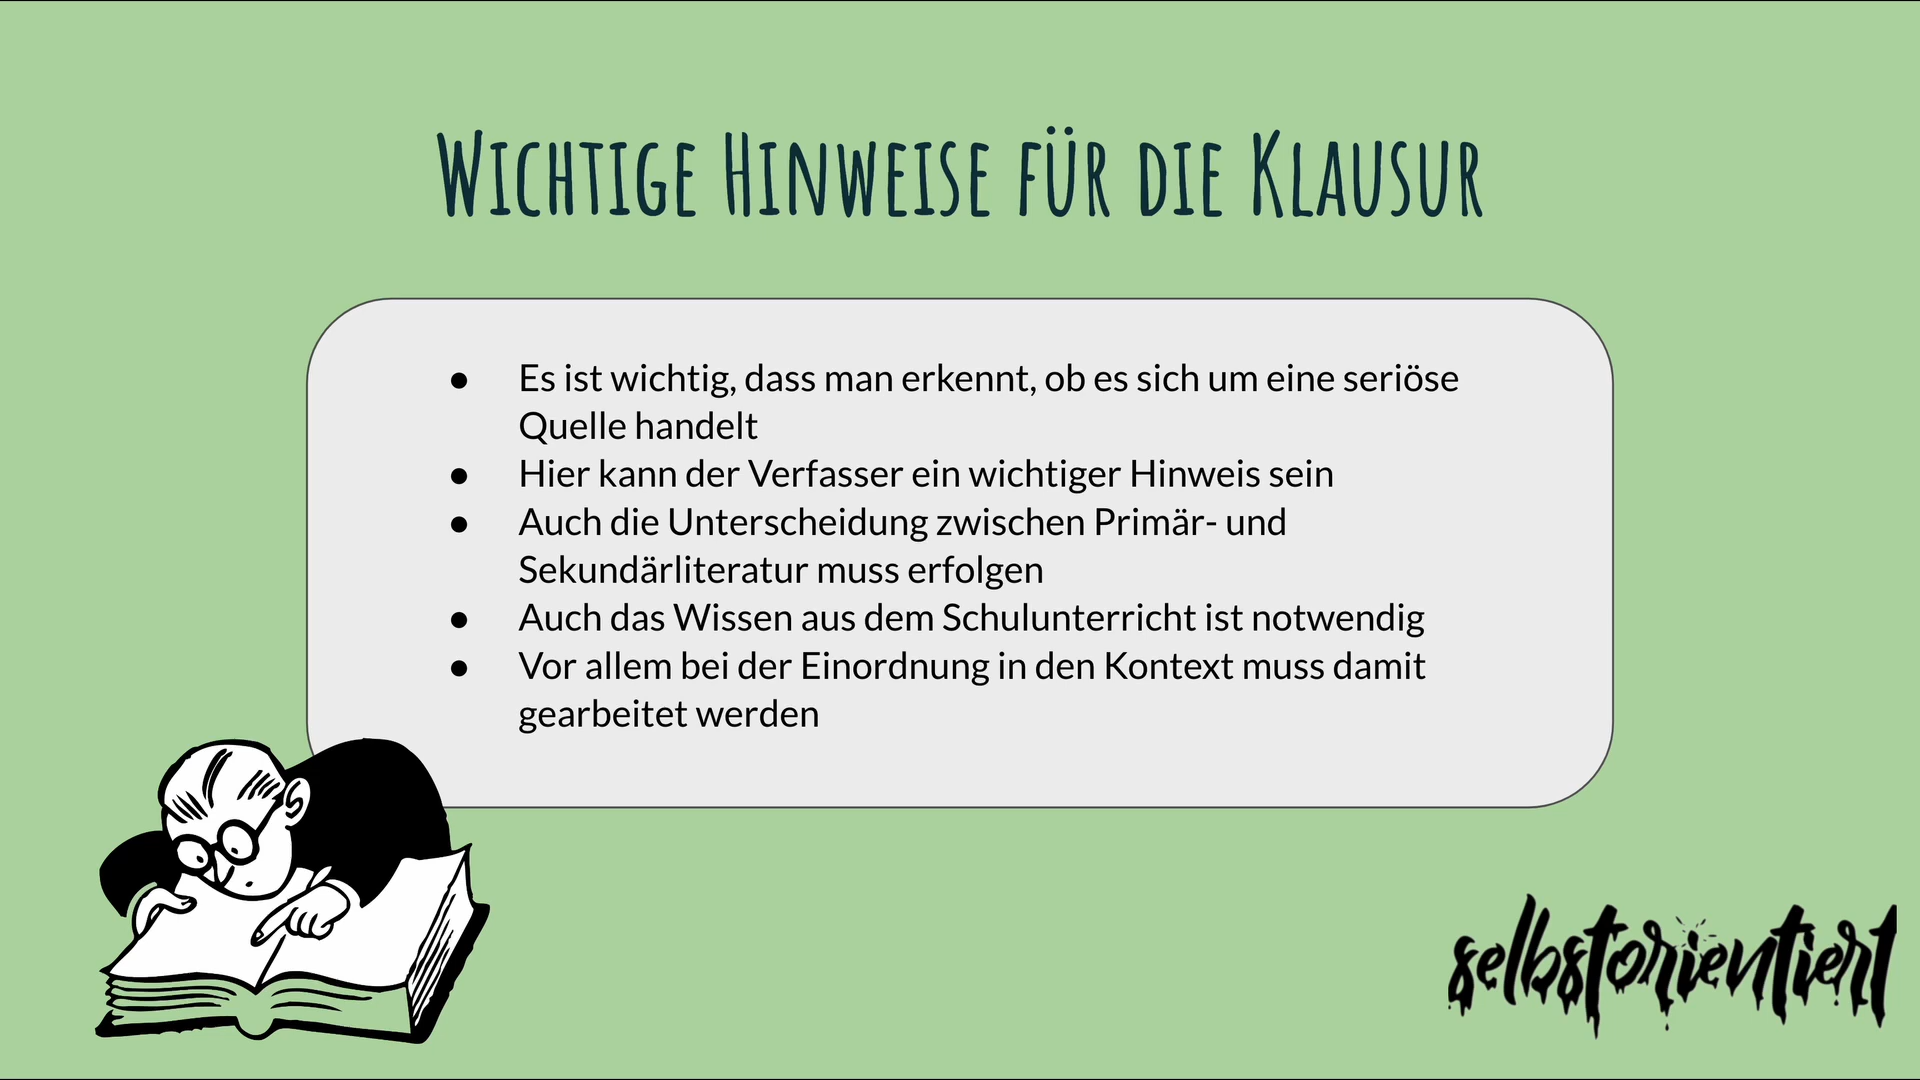 Wichtige Hinweise für die Klausur
● Es ist wichtig, dass man erkennt, ob es sich um eine seriöse
Quelle handelt
● Hier kann der Verfasser ein wichtiger Hinweis sein
● Auch die Unterscheidung zwischen Primär- und
Sekundärliteratur muss erfolgen
● Auch das Wissen aus dem Schulunterricht ist notwendig
● Vor allem bei der Einordnung in den Kontext muss damit
gearbeitet werden
selbstorientiert